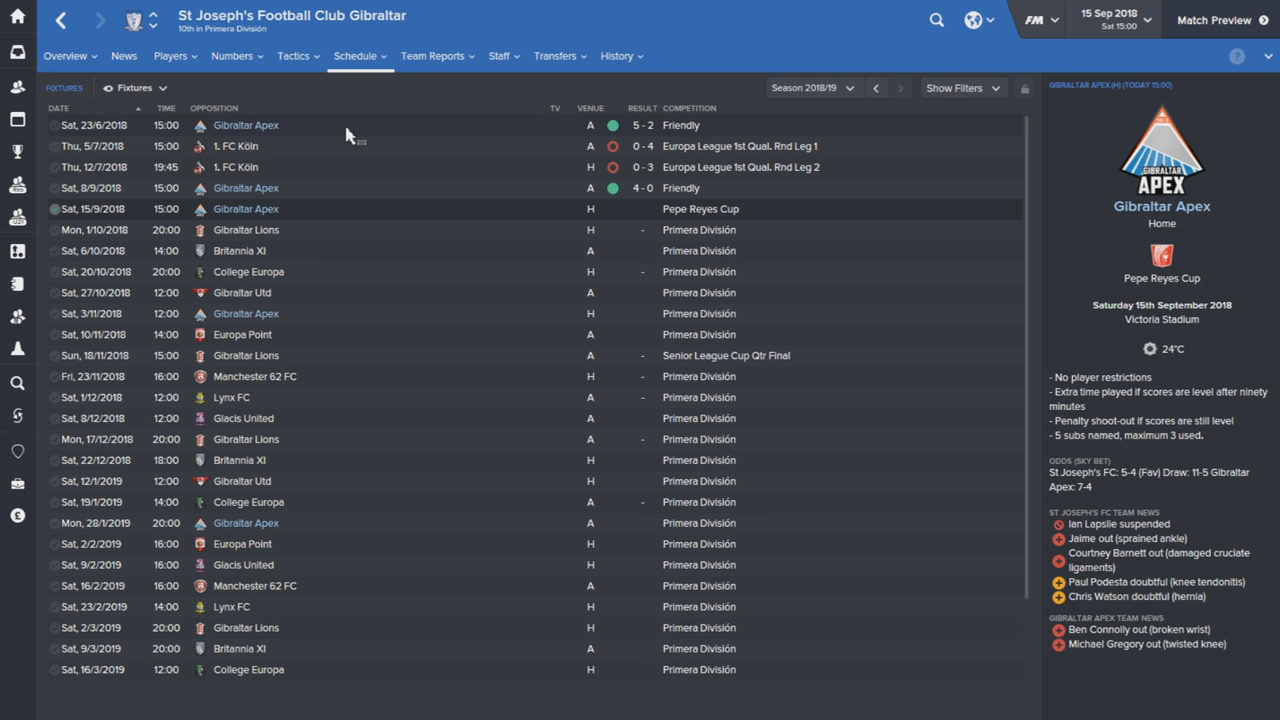 St Joseph's Football Club Gibraltar
10th in Primera División
FM
15 Sep 2018
Sat 15:00
Match Preview
Overview News Players Numbers Tactics Schedule Team Reports Staff Transfers History ?
FIXTURES Fixtures Season 2018/19 Show Filters
DATE TIME OPPOSITION TV VENUE RESULT COMPETITION
Sat, 23/6/2018 15:00 Gibraltar Apex A 5 - 2 Friendly
Thu, 5/7/2018 15:00 1. FC Köln A 0 - 4 Europa League 1st Qual. Rnd Leg 1
Thu, 12/7/2018 19:45 1. FC Köln H 0 - 3 Europa League 1st Qual. Rnd Leg 2
Sat, 8/9/2018 15:00 Gibraltar Apex A 4 - 0 Friendly
Sat, 15/9/2018 15:00 Gibraltar Apex H Pepe Reyes Cup
Mon, 1/10/2018 20:00 Gibraltar Lions H - Primera División
Sat, 6/10/2018 14:00 Britannia XI A Primera División
Sat, 20/10/2018 20:00 College Europa H - Primera División
Sat, 27/10/2018 12:00 Gibraltar Utd A Primera División
Sat, 3/11/2018 12:00 Gibraltar Apex H Primera División
Sat, 10/11/2018 14:00 Europa Point A Primera División
Sun, 18/11/2018 15:00 Gibraltar Lions A - Senior League Cup Qtr Final
Fri, 23/11/2018 16:00 Manchester 62 FC H - Primera División
Sat, 1/12/2018 12:00 Lynx FC A - Primera División
Sat, 8/12/2018 12:00 Glacis United A Primera División
Mon, 17/12/2018 20:00 Gibraltar Lions A - Primera División
Sat, 22/12/2018 18:00 Britannia XI H Primera División
Sat, 12/1/2019 12:00 Gibraltar Utd H Primera División
Sat, 19/1/2019 14:00 College Europa A - Primera División
Mon, 28/1/2019 20:00 Gibraltar Apex A Primera División
Sat, 2/2/2019 16:00 Europa Point H Primera División
Sat, 9/2/2019 16:00 Glacis United H Primera División
Sat, 16/2/2019 16:00 Manchester 62 FC A Primera División
Sat, 23/2/2019 14:00 Lynx FC H Primera División
Sat, 2/3/2019 20:00 Gibraltar Lions H Primera División
Sat, 9/3/2019 20:00 Britannia XI A Primera División
Sat, 16/3/2019 12:00 College Europa H Primera División
GIBRALTAR APEX (H) (TODAY 15:00)
GIBRALTAR
APEX
Gibraltar Apex
Home
Pepe Reyes Cup
Saturday 15th September 2018
Victoria Stadium
24°C
- No player restrictions
- Extra time played if scores are level after ninety
minutes
- Penalty shoot-out if scores are still level
- 5 subs named, maximum 3 used.
ODDS (SKY BET)
St Joseph's FC: 5-4 (Fav) Draw: 11-5 Gibraltar
Apex: 7-4
ST JOSEPH'S FC TEAM NEWS
Ian Lapslie suspended
Jaime out (sprained ankle)
Courtney Barnett out (damaged cruciate
ligaments)
Paul Podesta doubtful (knee tendonitis)
Chris Watson doubtful (hernia)
GIBRALTAR APEX TEAM NEWS
Ben Connolly out (broken wrist)
Michael Gregory out (twisted knee)